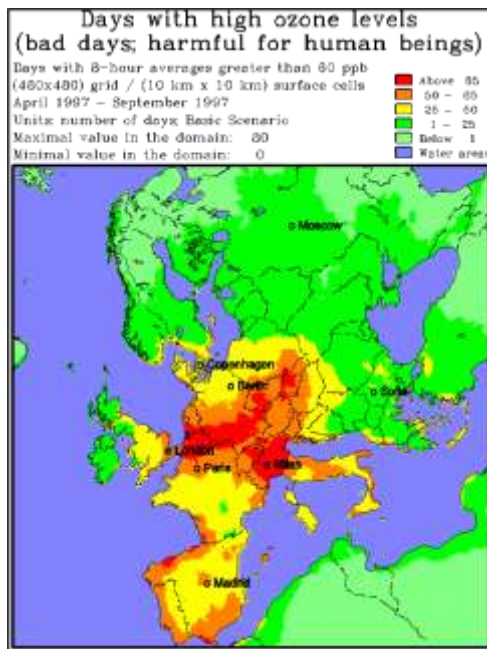 Days with high ozone levels
(bad days; harmful for human beings)
Days with 8-hour averages greater than 60 ppb
(480x480) grid / (10 km x 10 km) surface cells
April 1997 - September 1997
Units: number of days; Basic Scenario
Maximal value in the domain: 80
Minimal value in the domain: 0
Above 65
50 - 65
25 - 50
1 - 25
Below 1
Water areas
Moscow
Copenhagen
Berlin
Sofia
London
Paris
Milan
Madrid